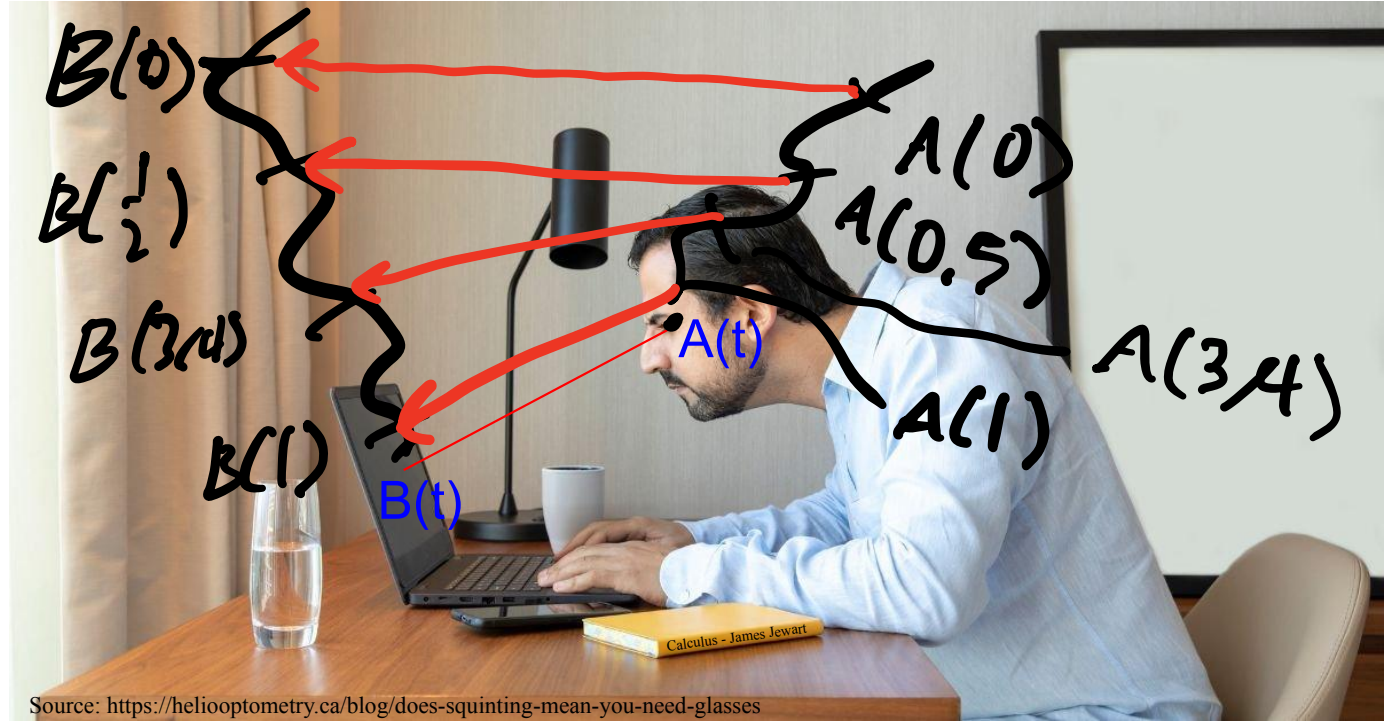 B(0)
A(0)
B(1/2)
A(0.5)
B(3/4)
A(t)
A(3/4)
A(1)
B(1)
B(t)
Calculus - James Jewart
Source: https://heliooptometry.ca/blog/does-squinting-mean-you-need-glasses